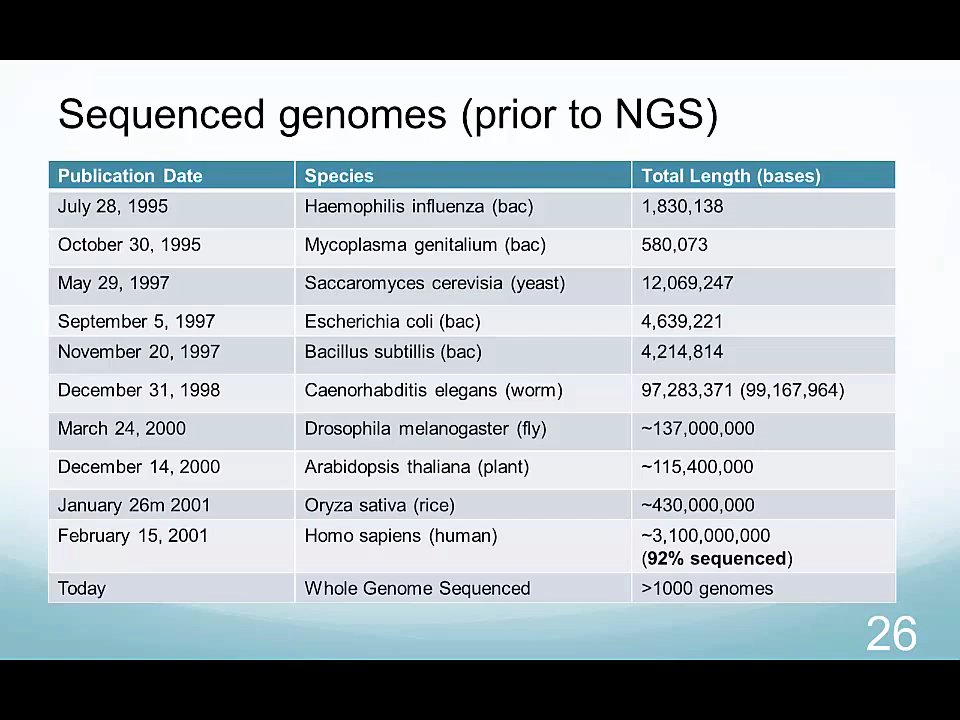 Sequenced genomes (prior to NGS)
Publication Date Species Total Length (bases)
July 28, 1995 Haemophilis influenza (bac) 1,830,138
October 30, 1995 Mycoplasma genitalium (bac) 580,073
May 29, 1997 Saccaromyces cerevisia (yeast) 12,069,247
September 5, 1997 Escherichia coli (bac) 4,639,221
November 20, 1997 Bacillus subtillis (bac) 4,214,814
December 31, 1998 Caenorhabditis elegans (worm) 97,283,371 (99,167,964)
March 24, 2000 Drosophila melanogaster (fly) ~137,000,000
December 14, 2000 Arabidopsis thaliana (plant) ~115,400,000
January 26m 2001 Oryza sativa (rice) ~430,000,000
February 15, 2001 Homo sapiens (human) ~3,100,000,000
(92% sequenced)
Today Whole Genome Sequenced >1000 genomes
26